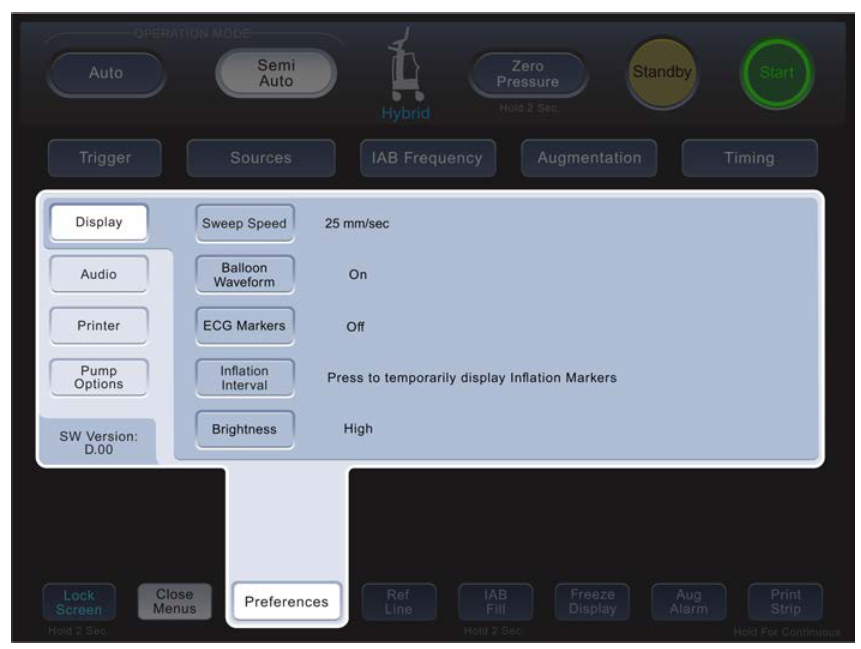 OPERATION MODE
Auto
Semi
Auto
Hybrid
Zero
Pressure
Hold 2 Sec
Standby
Start
Trigger
Sources
IAB Frequency
Augmentation
Timing
Display
Sweep Speed
25 mm/sec
Audio
Balloon
Waveform
On
Printer
ECG Markers
Off
Pump
Options
Inflation
Interval
Press to temporarily display Inflation Markers
SW Version:
D.00
Brightness
High
Lock
Screen
Hold 2 Sec
Close
Menus
Preferences
Ref
Line
IAB
Fill
Hold 2 Sec
Freeze
Display
Aug
Alarm
Print
Strip
Hold For Continuous